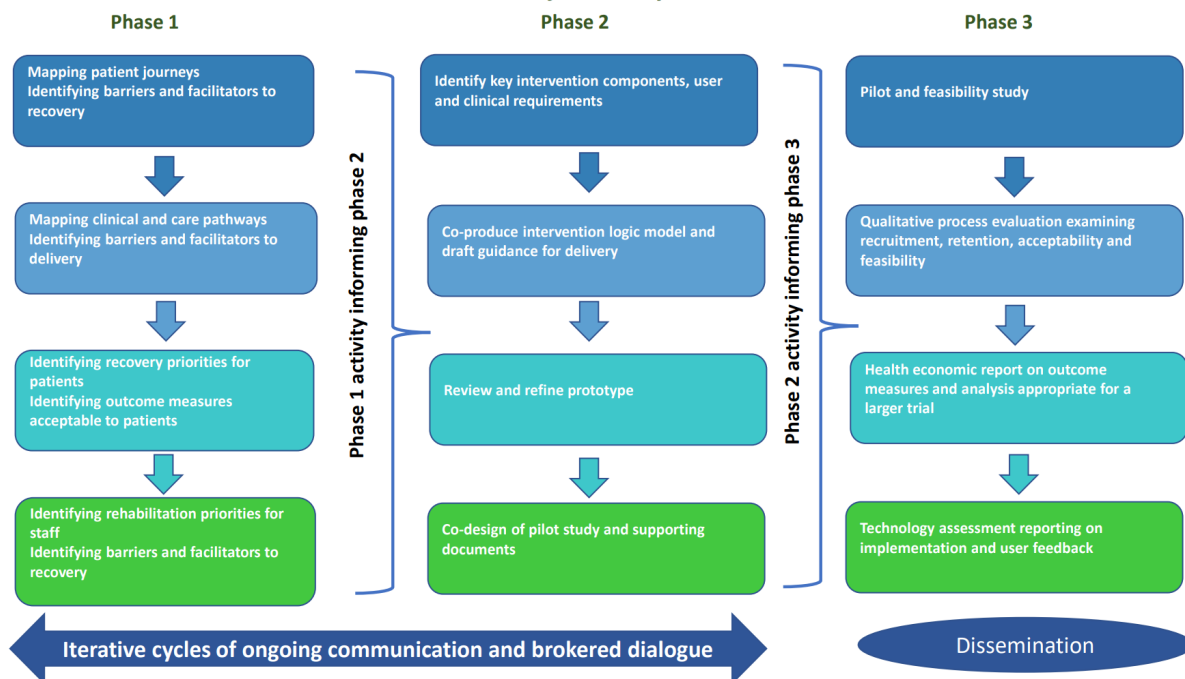 Phase 1
Mapping patient journeys
Identifying barriers and facilitators to
recovery
Mapping clinical and care pathways
Identifying barriers and facilitators to
delivery
Identifying recovery priorities for
patients
Identifying outcome measures
acceptable to patients
Identifying rehabilitation priorities for
staff
Identifying barriers and facilitators to
recovery
Phase 1 activity informing phase 2
Phase 2
Identify key intervention components, user
and clinical requirements
Co-produce intervention logic model and
draft guidance for delivery
Review and refine prototype
Co-design of pilot study and supporting
documents
Phase 2 activity informing phase 3
Phase 3
Pilot and feasibility study
Qualitative process evaluation examining
recruitment, retention, acceptability and
feasibility
Health economic report on outcome
measures and analysis appropriate for a
larger trial
Technology assessment reporting on
implementation and user feedback
Iterative cycles of ongoing communication and brokered dialogue
Dissemination